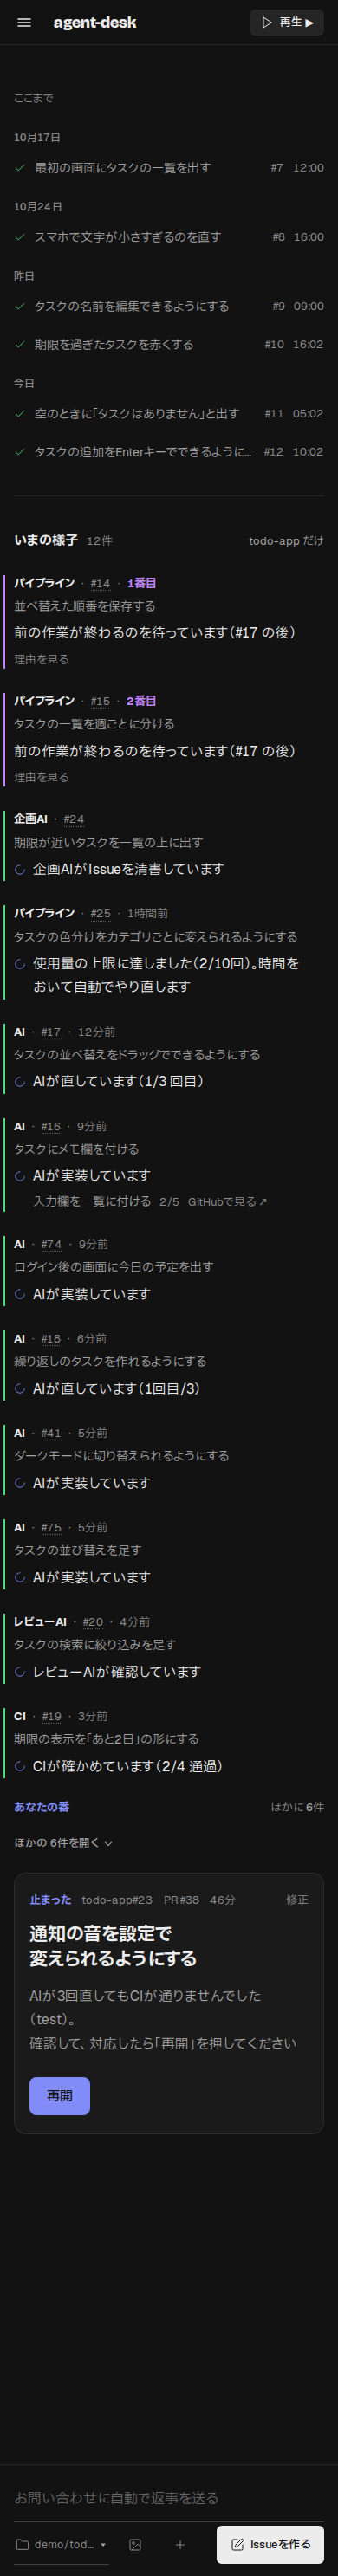 agent-desk
再生 ▶
ここまで
10月17日
最初の画面にタスクの一覧を出す #7 12:00
10月24日
スマホで文字が小さすぎるのを直す #8 16:00
昨日
タスクの名前を編集できるようにする #9 09:00
期限を過ぎたタスクを赤くする #10 16:02
今日
空のときに「タスクはありません」と出す #11 05:02
タスクの追加をEnterキーでできるように… #12 10:02
いまの様子 12件 todo-app だけ
パイプライン · #14 · 1番目
並べ替えた順番を保存する
前の作業が終わるのを待っています（#17 の後）
理由を見る
パイプライン · #15 · 2番目
タスクの一覧を週ごとに分ける
前の作業が終わるのを待っています（#17 の後）
理由を見る
企画AI · #24
期限が近いタスクを一覧の上に出す
企画AIがIssueを清書しています
パイプライン · #25 · 1時間前
タスクの色分けをカテゴリごとに変えられるようにする
使用量の上限に達しました（2/10回）。時間を
おいて自動でやり直します
AI · #17 · 12分前
タスクの並べ替えをドラッグでできるようにする
AIが直しています（1/3 回目）
AI · #16 · 9分前
タスクにメモ欄を付ける
AIが実装しています
入力欄を一覧に付ける 2/5 GitHubで見る ↗
AI · #74 · 9分前
ログイン後の画面に今日の予定を出す
AIが実装しています
AI · #18 · 6分前
繰り返しのタスクを作れるようにする
AIが直しています（1回目/3）
AI · #41 · 5分前
ダークモードに切り替えられるようにする
AIが実装しています
AI · #75 · 5分前
タスクの並び替えを足す
AIが実装しています
レビューAI · #20 · 4分前
タスクの検索に絞り込みを足す
レビューAIが確認しています
CI · #19 · 3分前
期限の表示を「あと2日」の形にする
CIが確かめています（2/4 通過）
あなたの番 ほかに6件
ほかの 6件を開く
止まった todo-app#23 PR#38 46分 修正
通知の音を設定で
変えられるようにする
AIが3回直してもCIが通りませんでした
（test）。
確認して、対応したら「再開」を押してください
再開
お問い合わせに自動で返事を送る
demo/tod…
Issueを作る